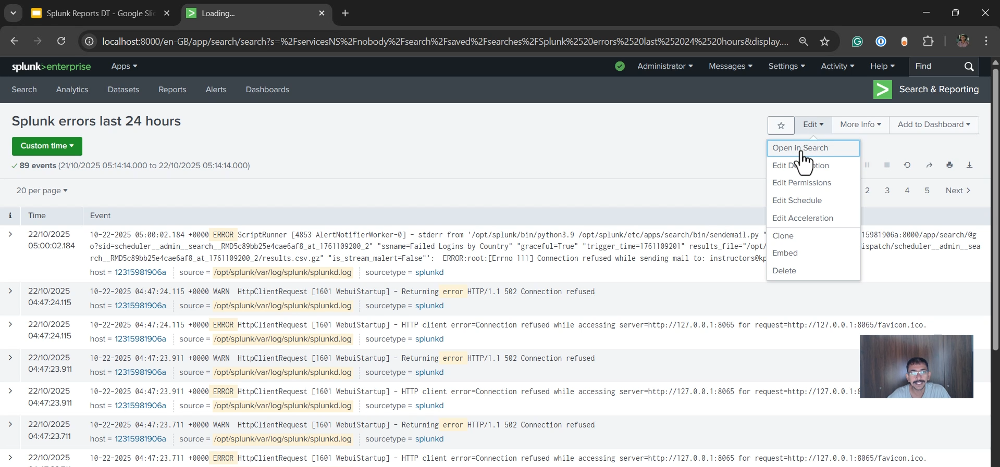 Splunk Reports DT - Google Slic
Loading...
localhost:8000/en-GB/app/search/search?s=%2FservicesNS%2Fnobody%2Fsearch%2Fsaved%2Fsearches%2FSplunk%2520errors%2520last%252024%2520hours&display....
splunk>enterprise Apps Administrator Messages Settings Activity Help Find
Search Analytics Datasets Reports Alerts Dashboards Search & Reporting
Splunk errors last 24 hours
Edit More Info Add to Dashboard
Custom time
Open in Search
89 events (21/10/2025 05:14:14.000 to 22/10/2025 05:14:14.000)
Edit De ption
Edit Permissions
20 per page 2 3 4 5 Next >
Edit Schedule
Edit Acceleration
Clone
Embed
Delete
i Time Event
22/10/2025
05:00:02.184
10-22-2025 05:00:02.184 +0000 ERROR ScriptRunner [4853 AlertNotifierWorker-0] - stderr from '/opt/splunk/bin/python3.9 /opt/splunk/etc/apps/search/bin/sendemail.py " 15981906a:8000/app/search/@g
o?sid=scheduler__admin__search__RMD5c89bb25e4cae6af8_at_1761109200_2" "ssname=Failed Logins by Country" "graceful=True" "trigger_time=1761109201" results_file="/opt/ ispatch/scheduler__admin__sea
rch__RMD5c89bb25e4cae6af8_at_1761109200_2/results.csv.gz" "is_stream_malert=False"': ERROR:root:[Errno 111] Connection refused while sending mail to: instructors@kp
host = 12315981906a source = /opt/splunk/var/log/splunk/splunkd.log sourcetype = splunkd
22/10/2025
04:47:24.115
10-22-2025 04:47:24.115 +0000 WARN HttpClientRequest [1601 WebuiStartup] - Returning error HTTP/1.1 502 Connection refused
host = 12315981906a source = /opt/splunk/var/log/splunk/splunkd.log sourcetype = splunkd
22/10/2025
04:47:24.115
10-22-2025 04:47:24.115 +0000 ERROR HttpClientRequest [1601 WebuiStartup] - HTTP client error=Connection refused while accessing server=http://127.0.0.1:8065 for request=http://127.0.0.1:8065/favicon.ico.
host = 12315981906a source = /opt/splunk/var/log/splunk/splunkd.log sourcetype = splunkd
22/10/2025
04:47:23.911
10-22-2025 04:47:23.911 +0000 WARN HttpClientRequest [1601 WebuiStartup] - Returning error HTTP/1.1 502 Connection refused
host = 12315981906a source = /opt/splunk/var/log/splunk/splunkd.log sourcetype = splunkd
22/10/2025
04:47:23.911
10-22-2025 04:47:23.911 +0000 ERROR HttpClientRequest [1601 WebuiStartup] - HTTP client error=Connection refused while accessing server=http://127.0.0.1:8065 for request=http://127.0.0.1:8
host = 12315981906a source = /opt/splunk/var/log/splunk/splunkd.log sourcetype = splunkd
22/10/2025
04:47:23.711
10-22-2025 04:47:23.711 +0000 WARN HttpClientRequest [1601 WebuiStartup] - Returning error HTTP/1.1 502 Connection refused
host = 12315981906a source = /opt/splunk/var/log/splunk/splunkd.log sourcetype = splunkd
22/10/2025
10-22-2025 04:47:23.711 +0000 ERROR HttpClientRequest [1601 WebuiStartup] - HTTP client error=Connection refused while accessing server=http://127.0.0.1:8065 for request=http://127.0.0.1:8065/favicon.ico.